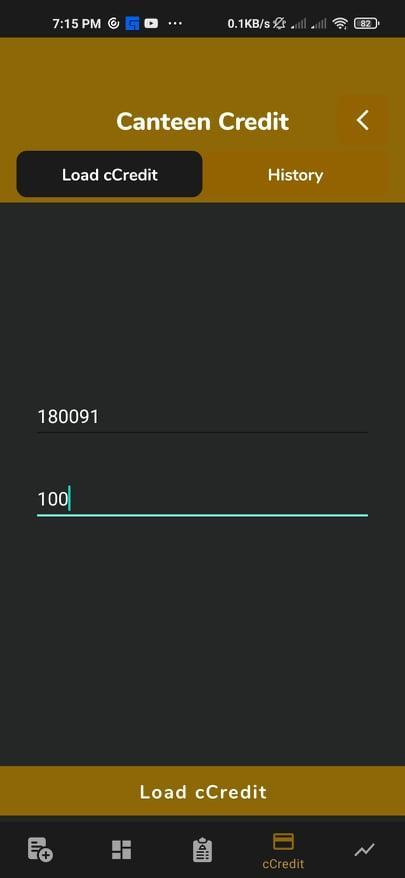 7:15 PM ... 0.1KB/s 82
Canteen Credit
Load cCredit History
180091
100
Load cCredit
cCredit